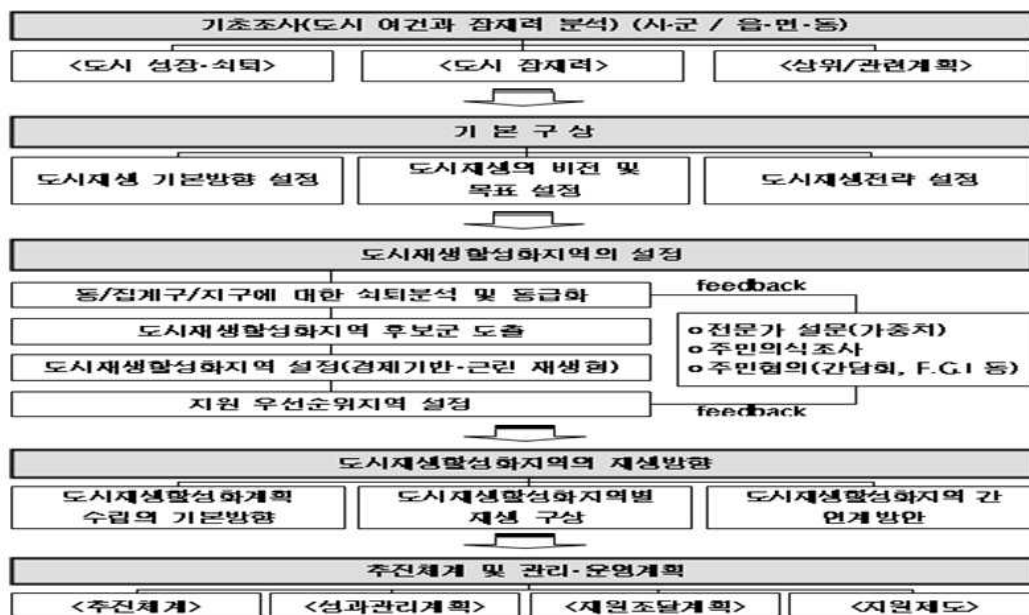 기초조사(도시 여건과 잠재력 분석) (시·군 / 읍·면·동)
<도시 성장·쇠퇴>
<도시 잠재력>
<상위/관련계획>
기 본 구 상
도시재생 기본방향 설정
도시재생의 비전 및
목표 설정
도시재생전략 설정
도시재생활성화지역의 설정
동/집계구/지구에 대한 쇠퇴분석 및 등급화
feedback
도시재생활성화지역 후보군 도출
도시재생활성화지역 설정(경제기반·근린 재생형)
지원 우선순위지역 설정
o 전문가 설문(가중치)
o 주민의식조사
o 주민협의(간담회, F.G.I 등)
feedback
도시재생활성화지역의 재생방향
도시재생활성화계획
수립의 기본방향
도시재생활성화지역별
재생 구상
도시재생활성화지역 간
연계방안
추진체계 및 관리·운영계획
<추진체계>
<성과관리계획>
<재원조달계획>
<지원제도>